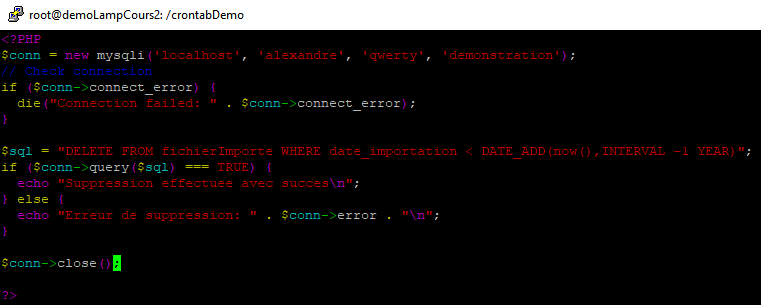 root@demoLampCours2: /crontabDemo
<?PHP
$conn = new mysqli('localhost', 'alexandre', 'qwerty', 'demonstration');
// Check connection
if ($conn->connect_error) {
  die("Connection failed: " . $conn->connect_error);
}

$sql = "DELETE FROM fichierImporte WHERE date_importation < DATE_ADD(now(),INTERVAL -1 YEAR)";
if ($conn->query($sql) === TRUE) {
  echo "Suppression effectuee avec succes\n";
} else {
  echo "Erreur de suppression: " . $conn->error . "\n";
}

$conn->close();

?>